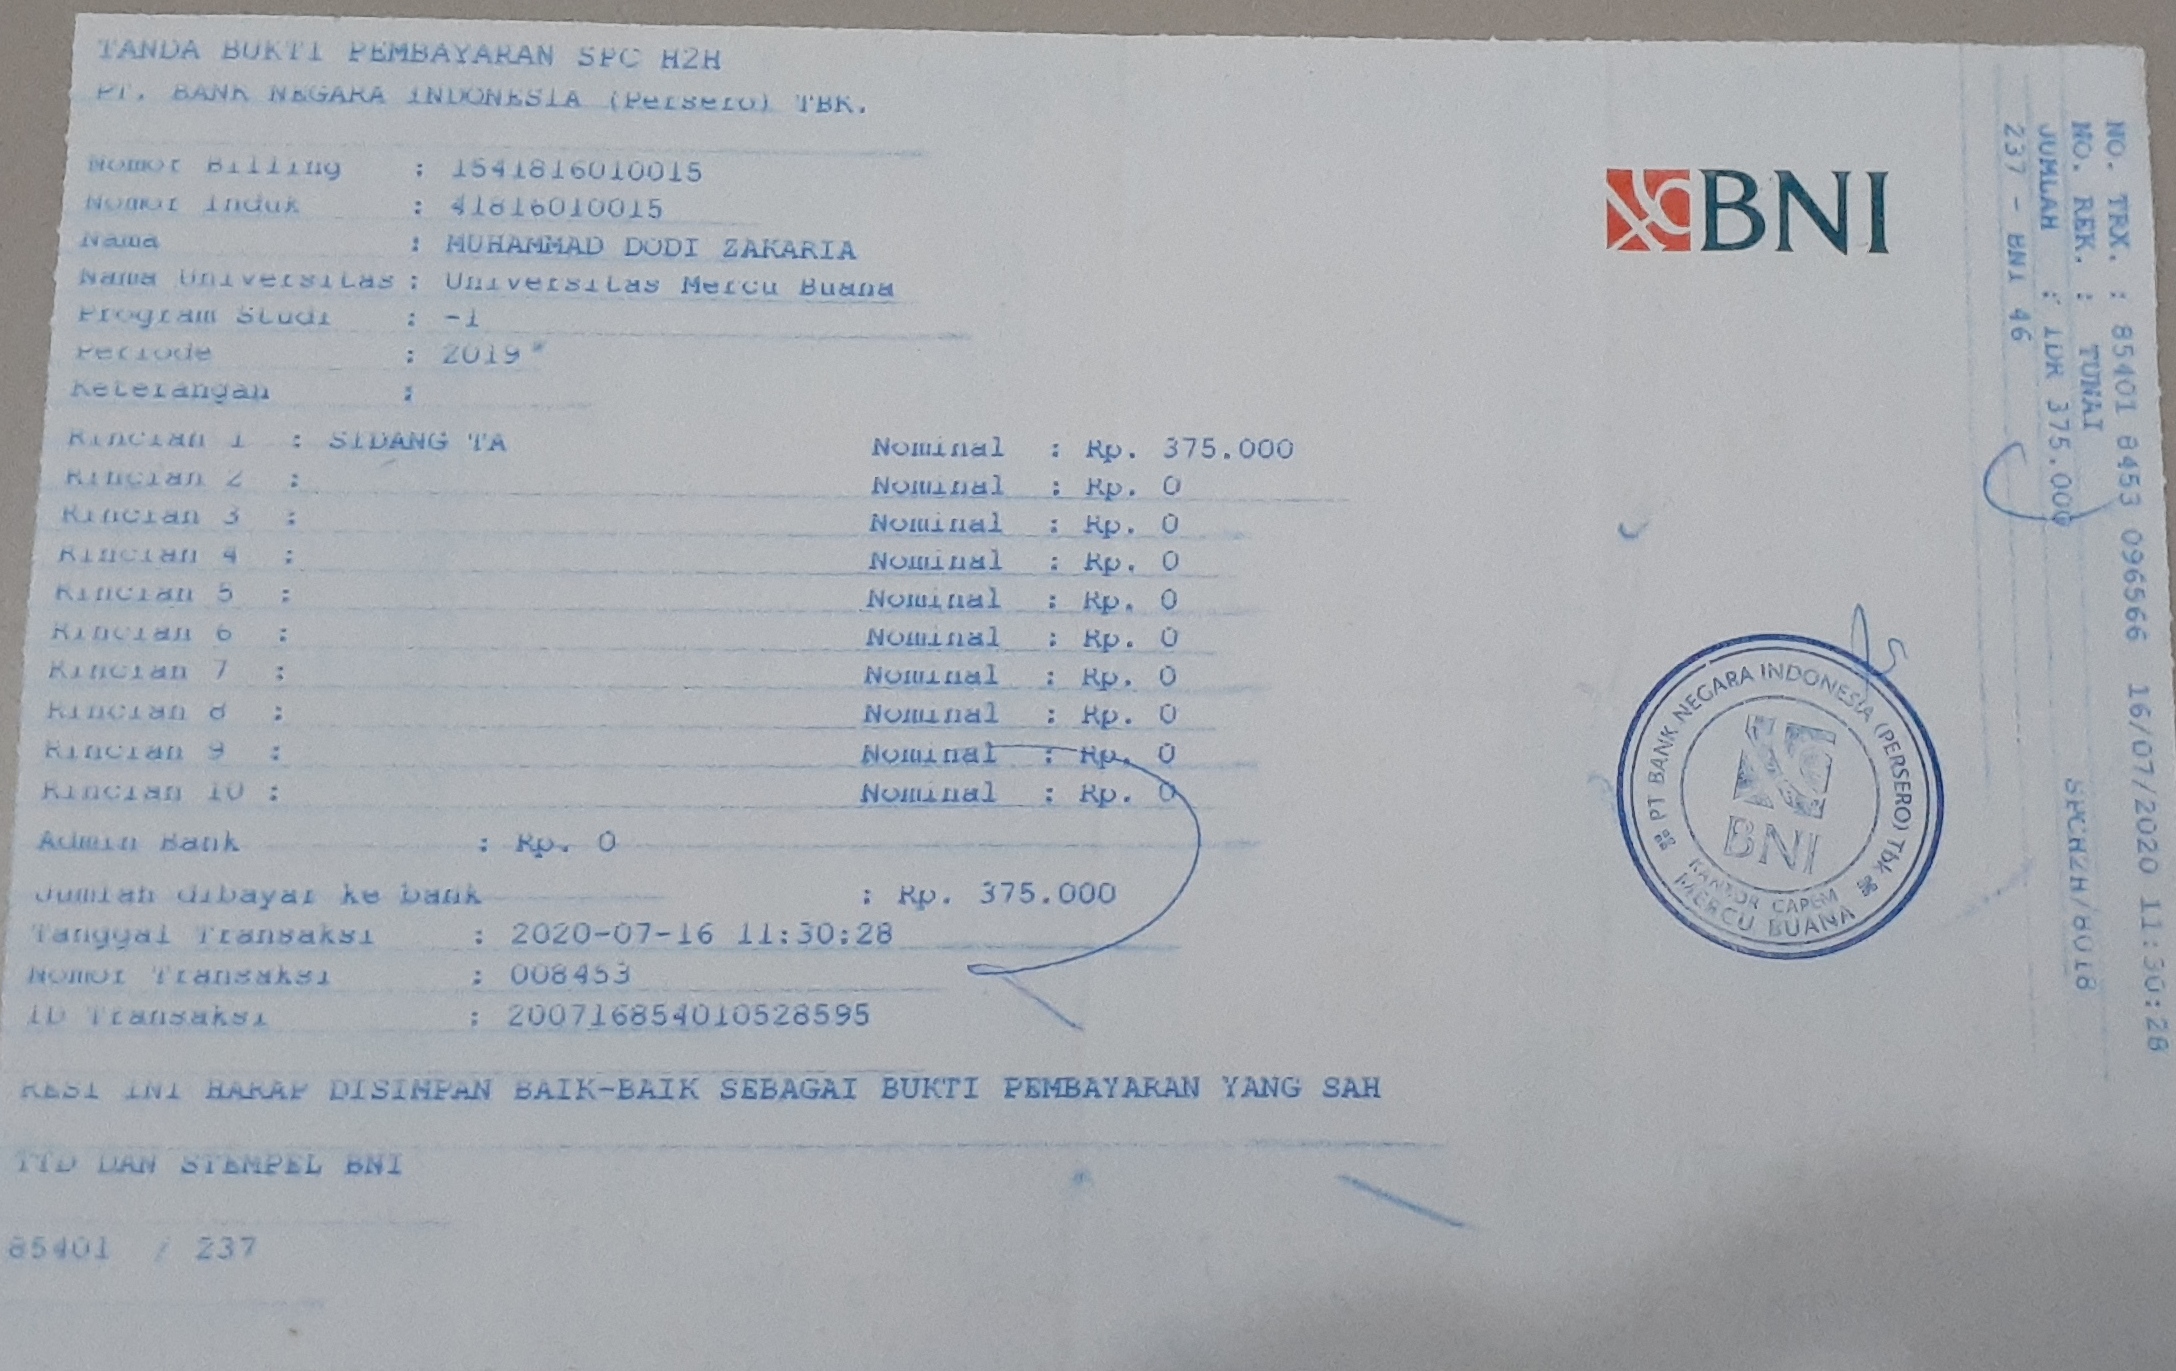 TANDA BUKTI PEMBAYARAN SPC H2H
PT. BANK NEGARA INDONESIA (Persero) TBK.
Nomor Billing : 1541816010015
Nomor Induk : 41816010015
Nama : MUHAMMAD DODI ZAKARIA
Nama Universitas : Universitas Mercu Buana
Program Studi : -1
Periode : 2019
Keterangan :
Rincian 1 : SIDANG TA Nominal : Rp. 375.000
Rincian 2 : Nominal : Rp. 0
Rincian 3 : Nominal : Rp. 0
Rincian 4 : Nominal : Rp. 0
Rincian 5 : Nominal : Rp. 0
Rincian 6 : Nominal : Rp. 0
Rincian 7 : Nominal : Rp. 0
Rincian 8 : Nominal : Rp. 0
Rincian 9 : Nominal : Rp. 0
Rincian 10 : Nominal : Rp. 0
Admin Bank : Rp. 0
Jumlah dibayar ke bank : Rp. 375.000
Tanggal Transaksi : 2020-07-16 11:30:28
Nomor Transaksi : 008453
ID Transaksi : 200716854010528595
RESI INI HARAP DISIMPAN BAIK-BAIK SEBAGAI BUKTI PEMBAYARAN YANG SAH
TTD DAN STEMPEL BNI
85401 / 237
BNI
PT BANK NEGARA INDONESIA (PERSERO) Tbk
BNI
KANTOR CAPEM
MERCU BUANA
NO. TRX. : 85401 8453 096566 16/07/2020 11:30:28
NO. REK. : TUNAI SPCH2H/8018
JUMLAH : IDR 375.000
237 - BNI 46